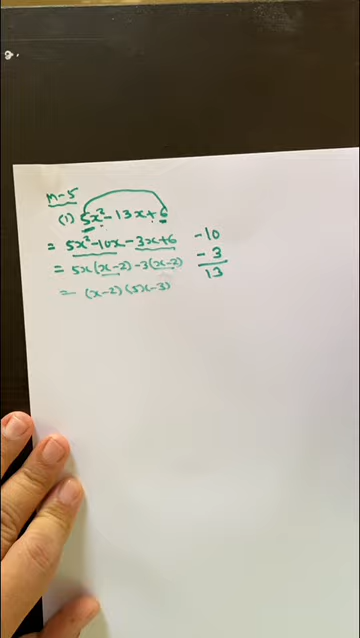 m-5
(1) 5x²-13x+6
= 5x²-10x-3x+6
= 5x(x-2)-3(x-2)
= (x-2)(5x-3)
-10
- 3
13